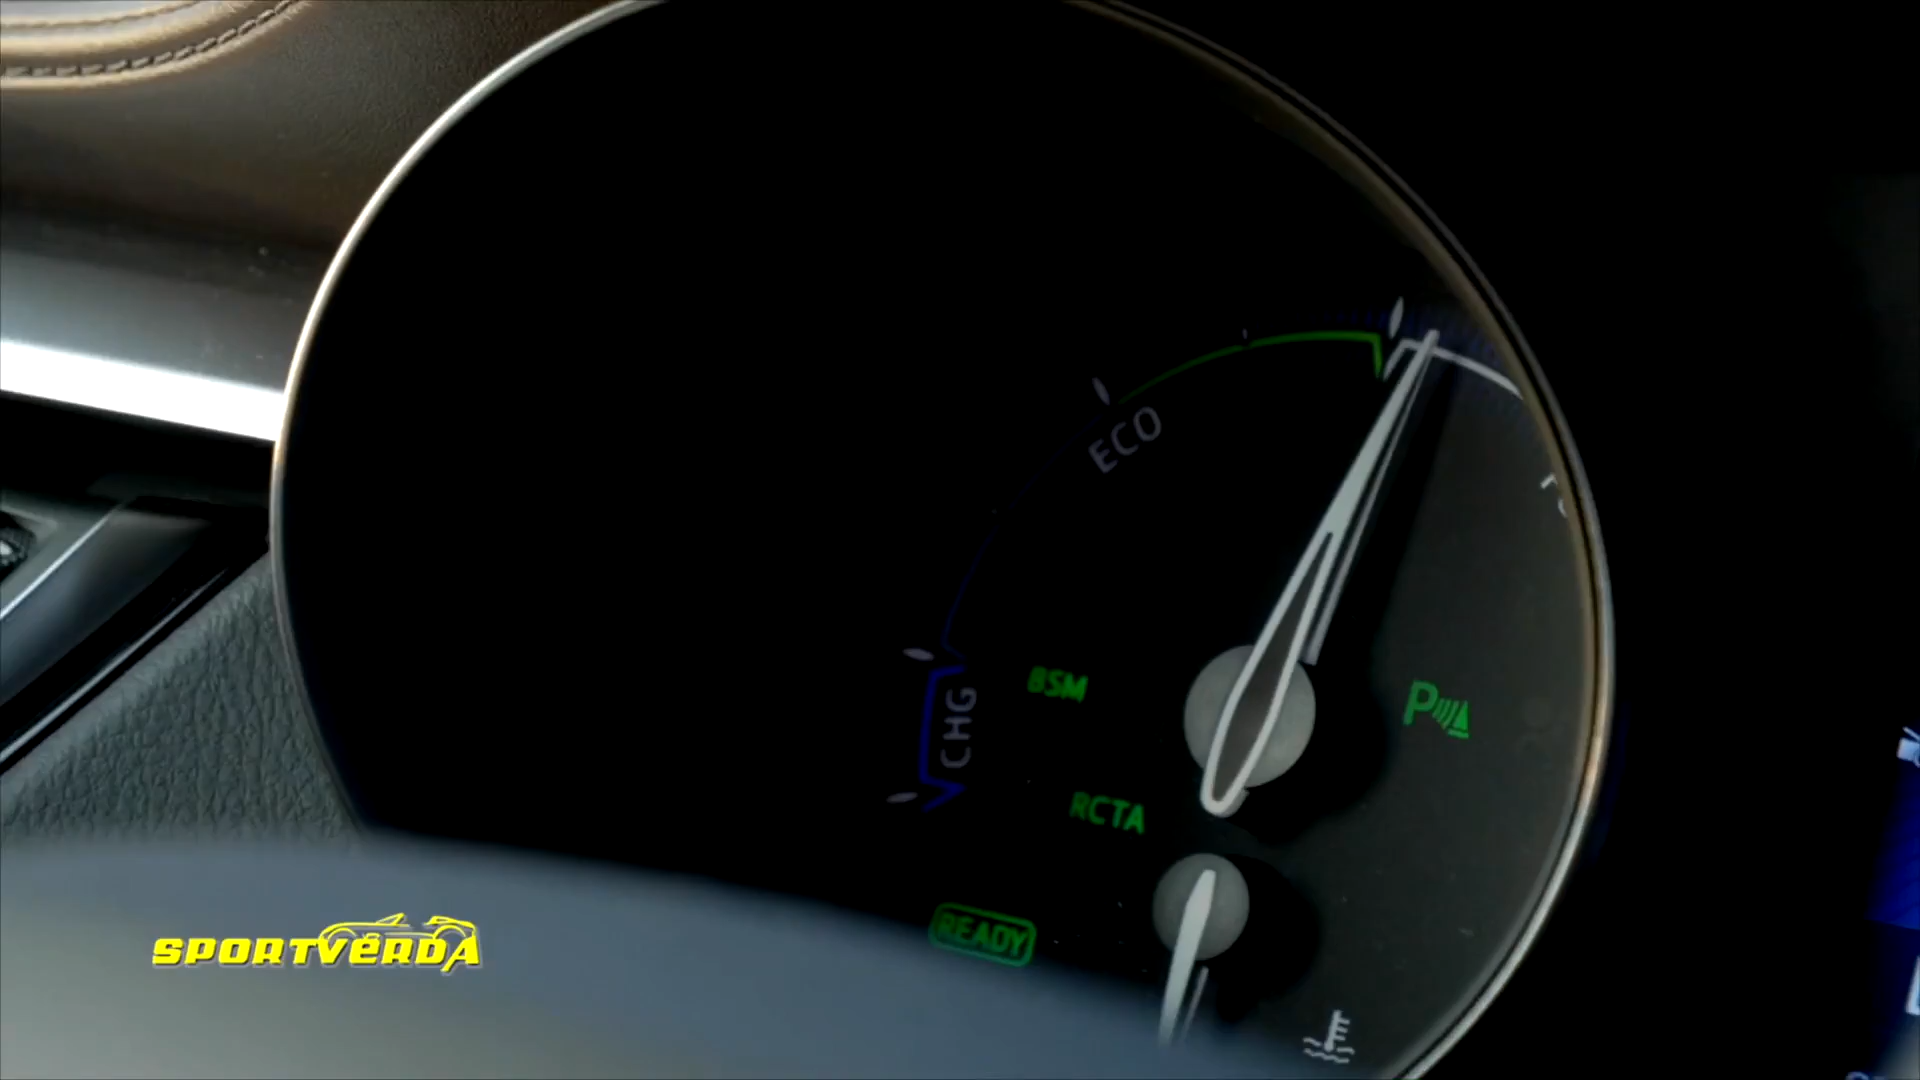 ECO
BSM
CHG
P
RCTA
READY
SPORTVERDA